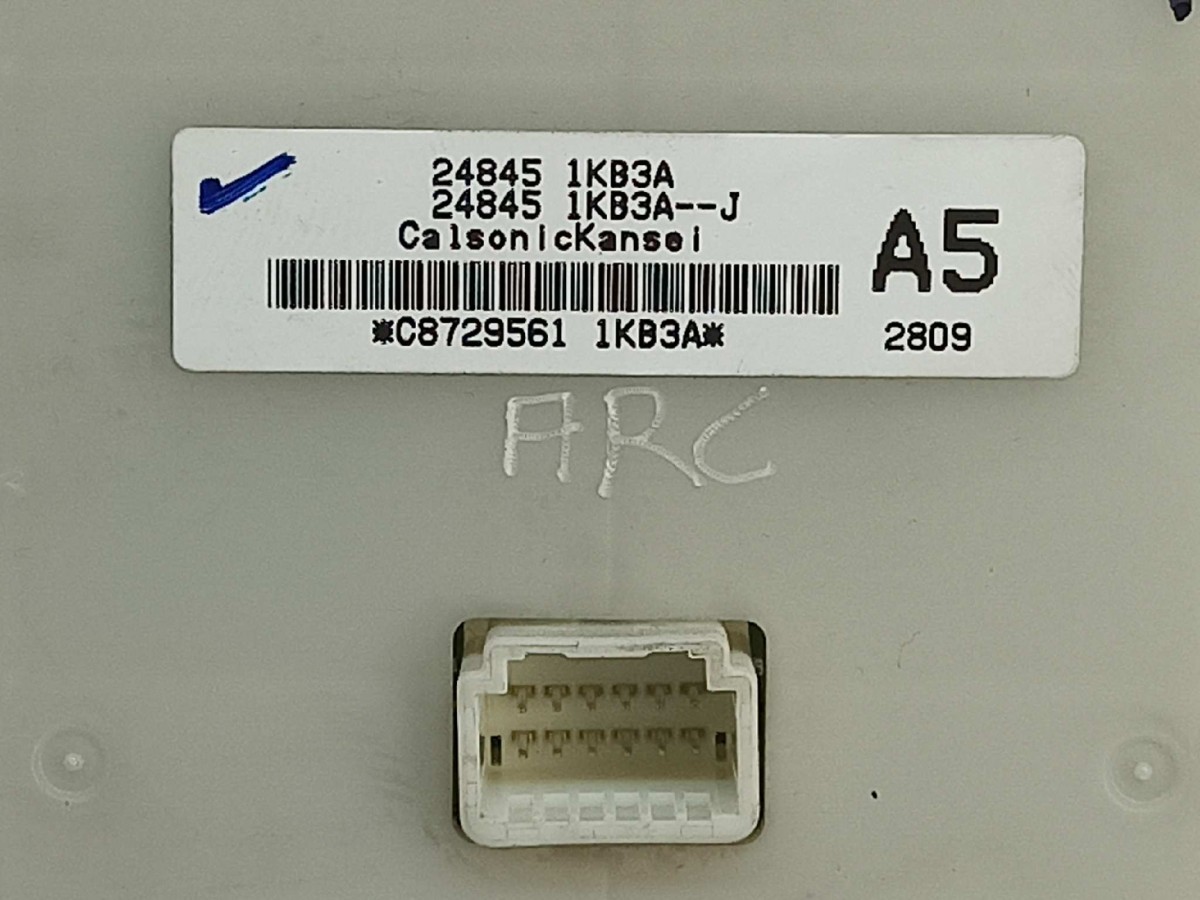 24845 1KB3A
24845 1KB3A--J
CalsonicKansei
A5
*C8729561 1KB3A*
2809
ARC